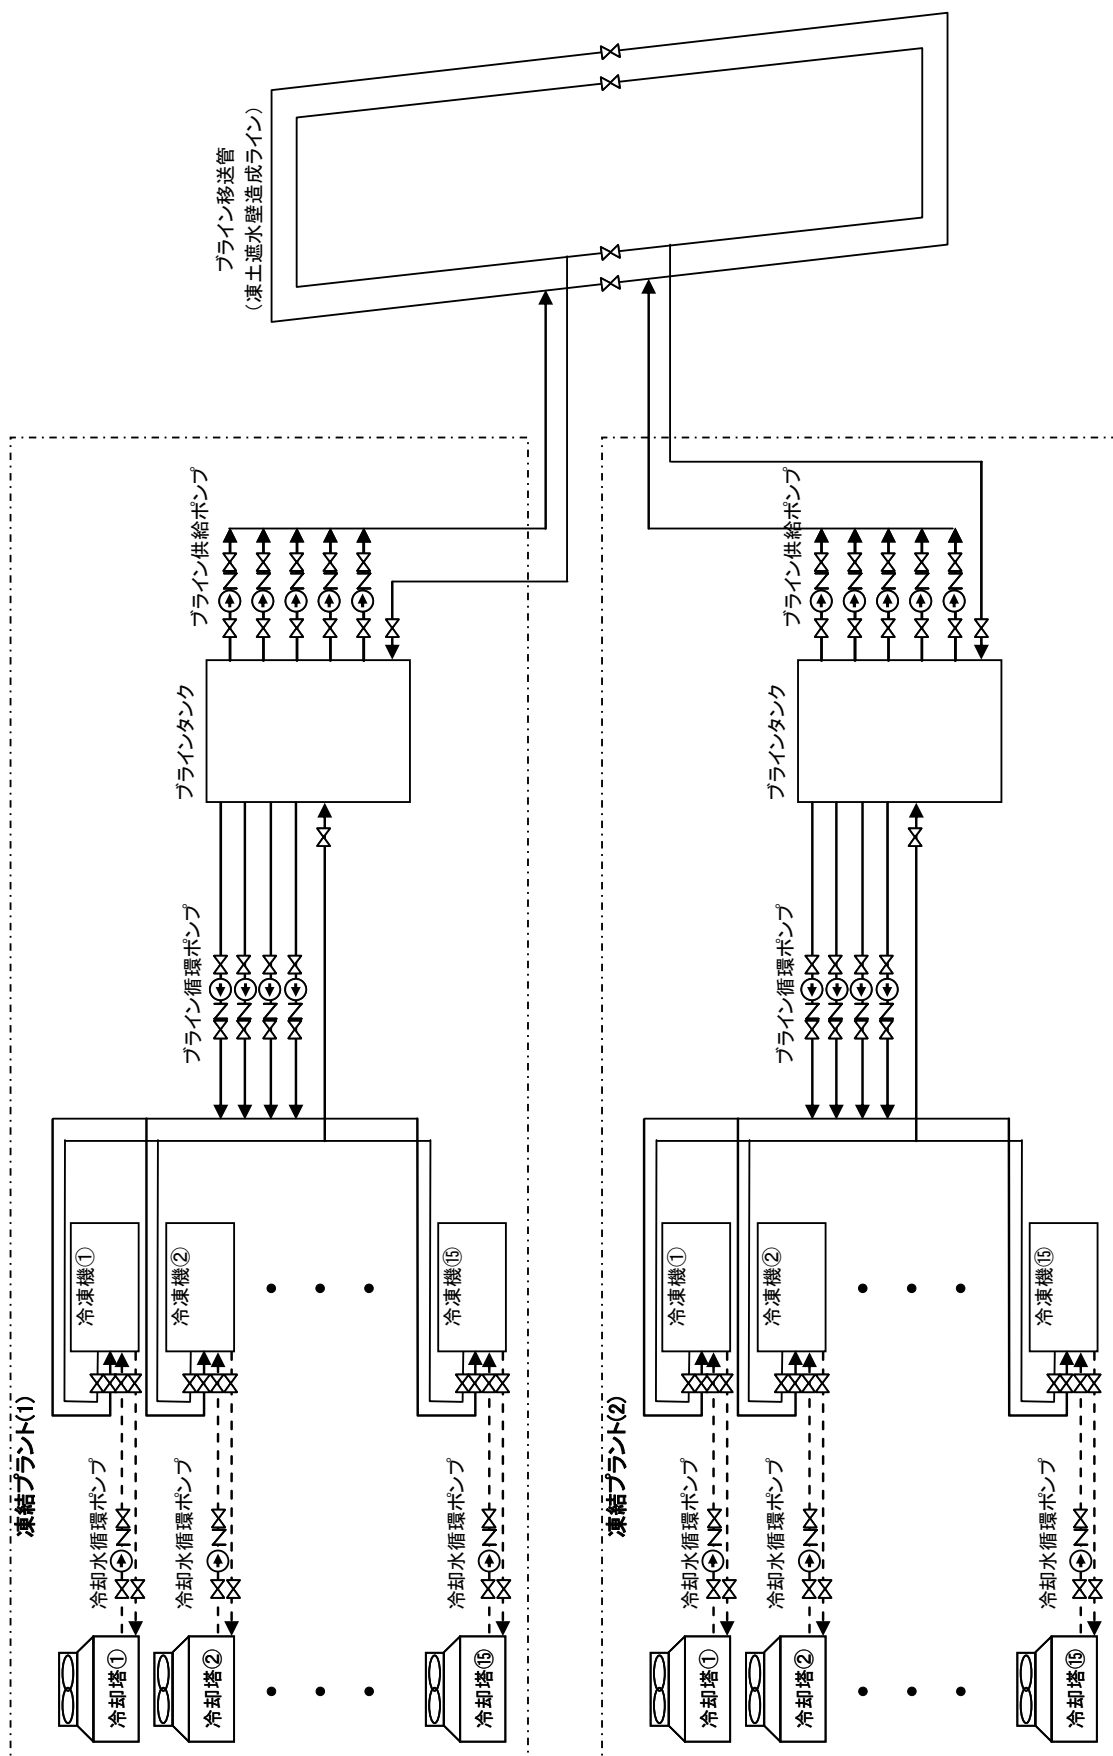 ブライン移送管
（凍土遮水壁造成ライン）
凍結プラント(1)
ブライン供給ポンプ
ブラインタンク
ブライン循環ポンプ
冷凍機①
冷凍機②
冷凍機⑮
冷却水循環ポンプ
冷却水循環ポンプ
冷却水循環ポンプ
冷却塔①
冷却塔②
冷却塔⑮
凍結プラント(2)
ブライン供給ポンプ
ブラインタンク
ブライン循環ポンプ
冷凍機①
冷凍機②
冷凍機⑮
冷却水循環ポンプ
冷却水循環ポンプ
冷却水循環ポンプ
冷却塔①
冷却塔②
冷却塔⑮